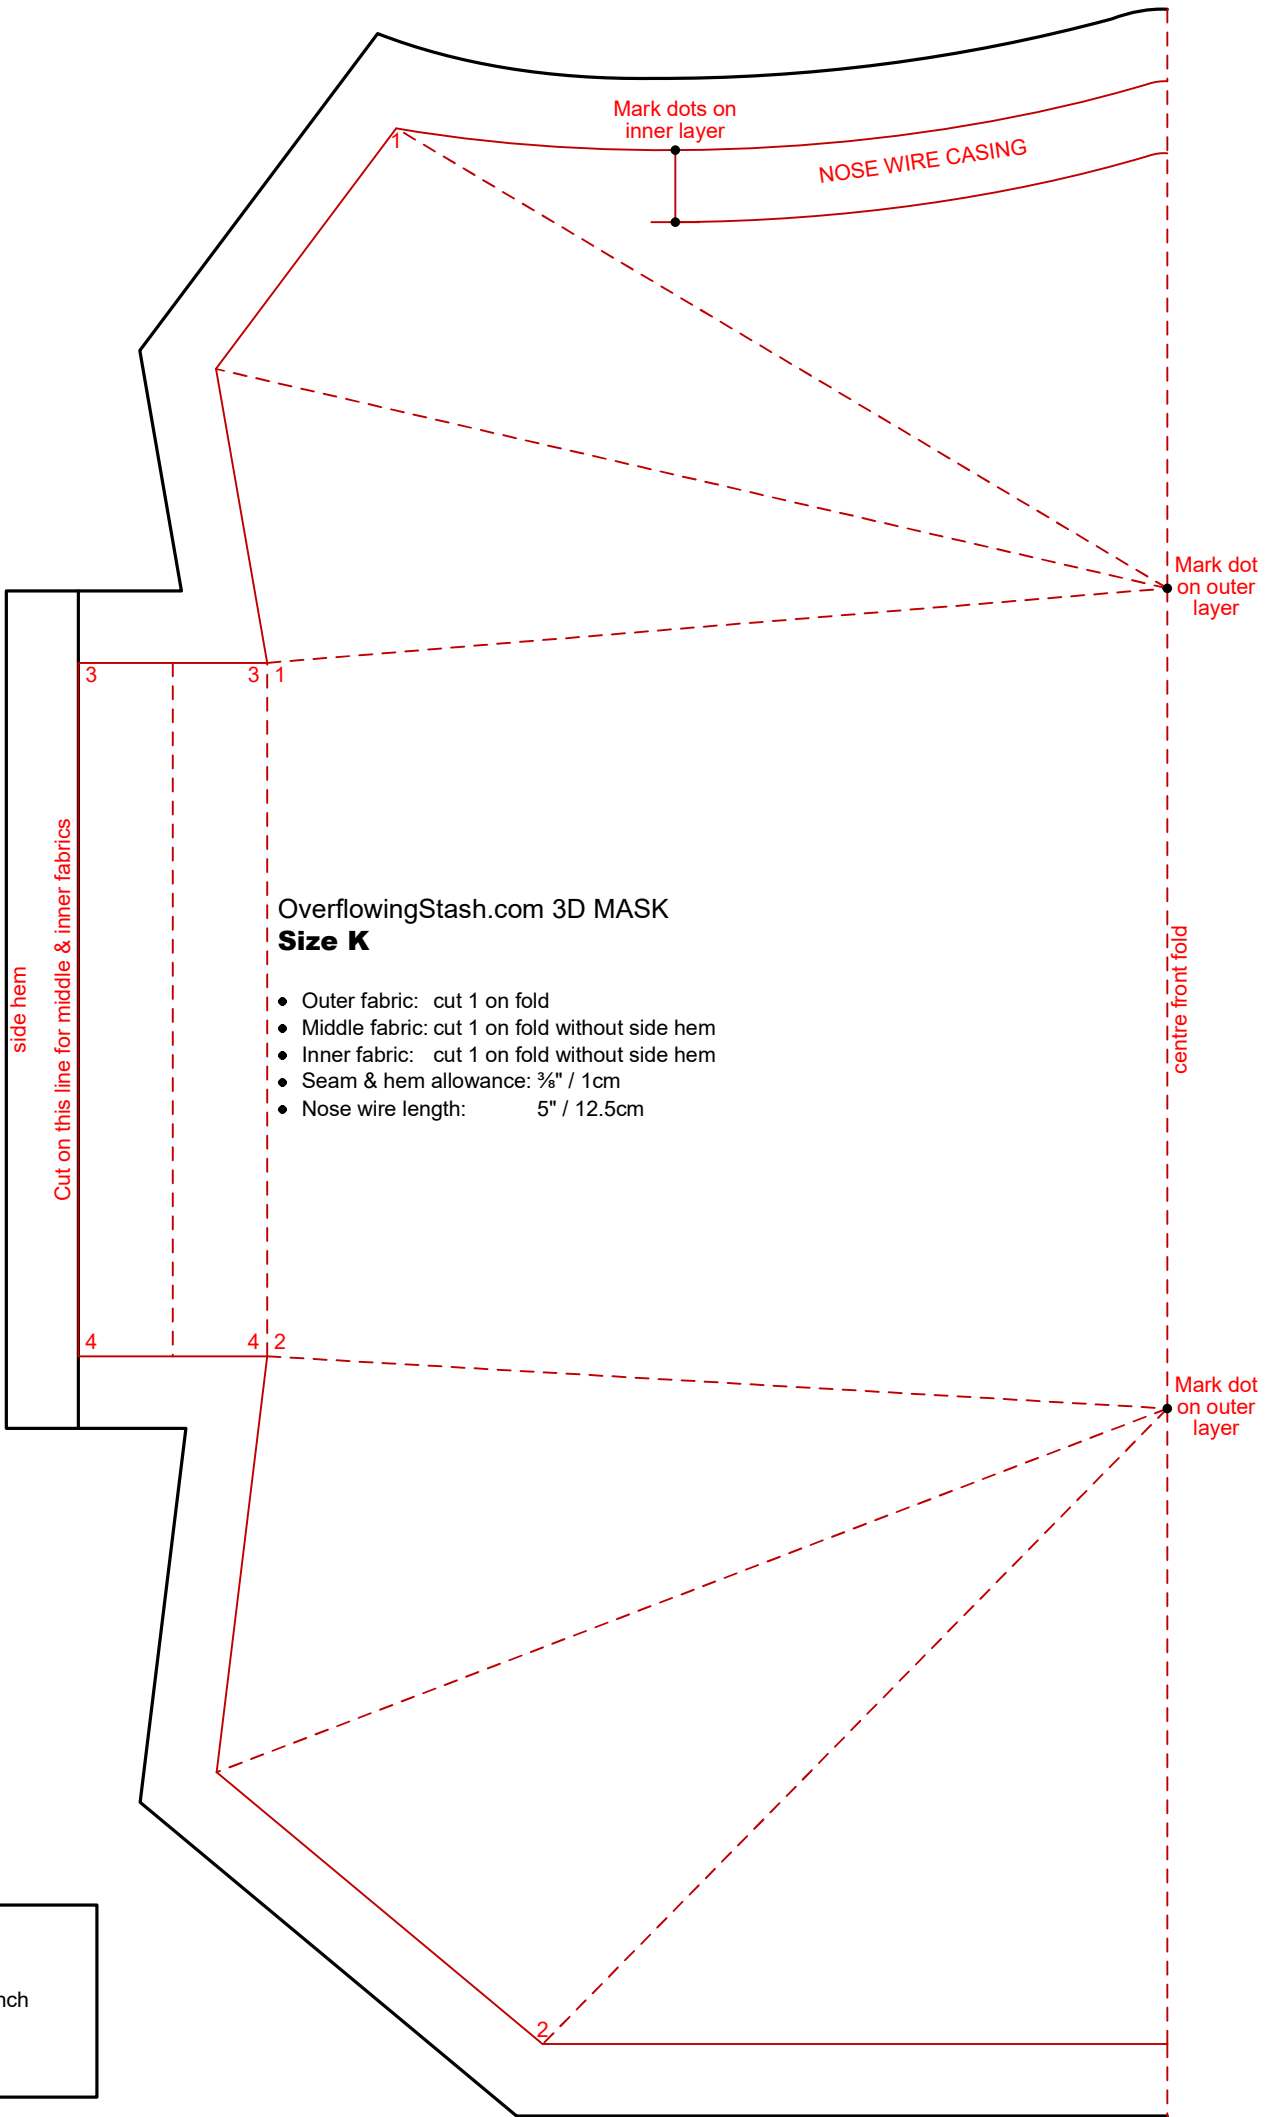 Mark dots on
inner layer
1
NOSE WIRE CASING
Mark dot
on outer
layer
3
3
1
side hem
Cut on this line for middle & inner fabrics
OverflowingStash.com 3D MASK
Size K
• Outer fabric: cut 1 on fold
• Middle fabric: cut 1 on fold without side hem
• Inner fabric: cut 1 on fold without side hem
• Seam & hem allowance: ⅜" / 1cm
• Nose wire length: 5" / 12.5cm
centre front fold
4
4
2
Mark dot
on outer
layer
nch
2